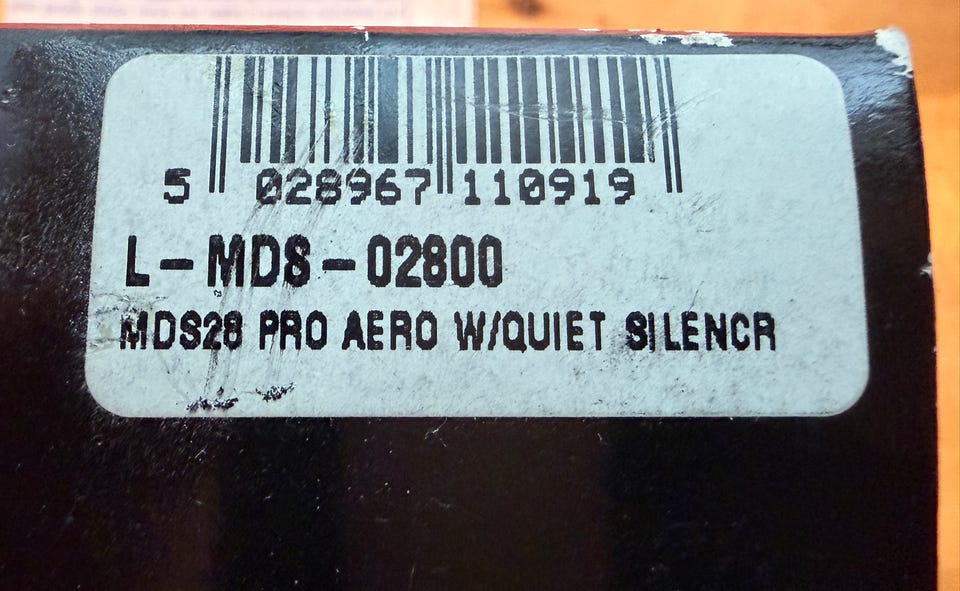 5 028967 110919
L-MDS-02800
MDS28 PRO AERO W/QUIET SILENCR